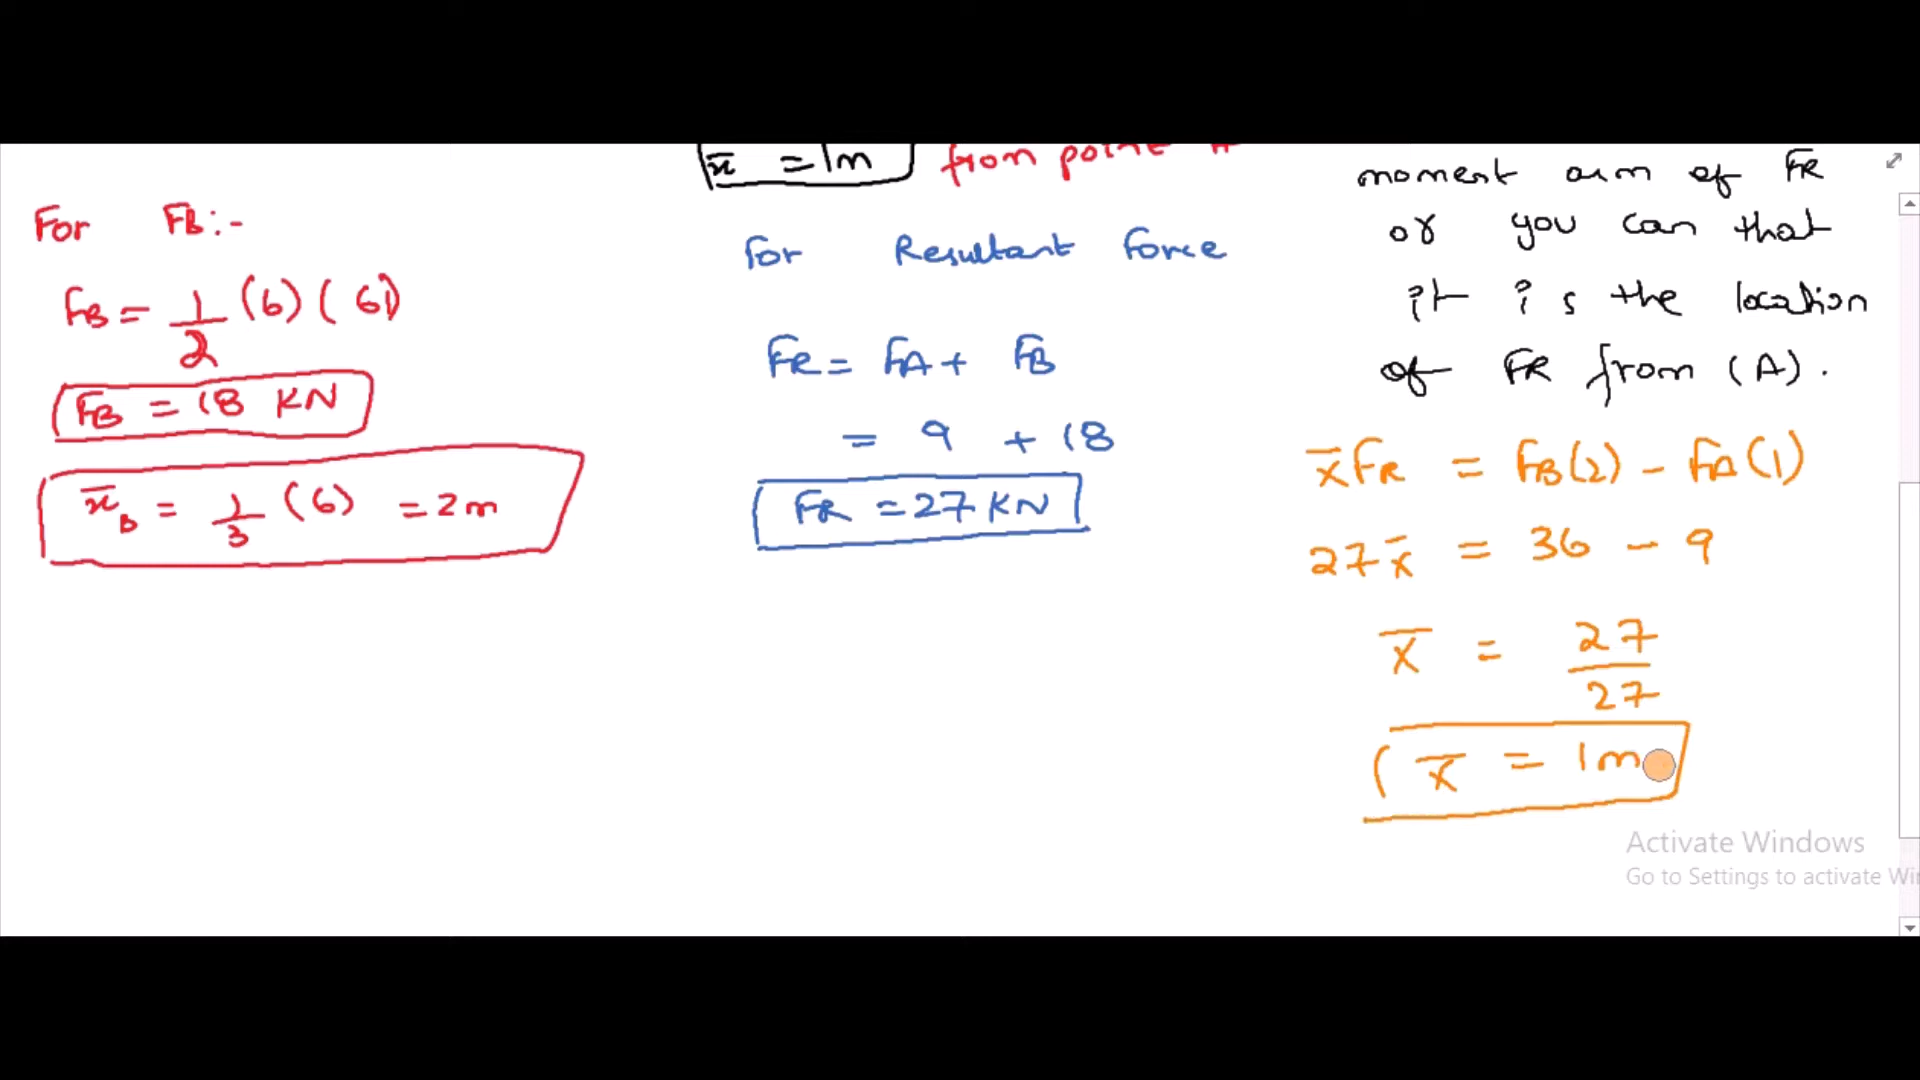 For FB:-
FB = 1/2 (6) (6)
FB = 18 KN
x̄B = 1/3 (6) = 2m
x̄ = 1m from point A
For Resultant Force
FR = FA + FB
= 9 + 18
FR = 27 KN
moment arm of FR
or you can that
it is the location
of FR from (A).
x̄FR = FB(2) - FA(1)
27x̄ = 36 - 9
x̄ = 27/27
x̄ = 1m
Activate Windows
Go to Settings to activate Wi